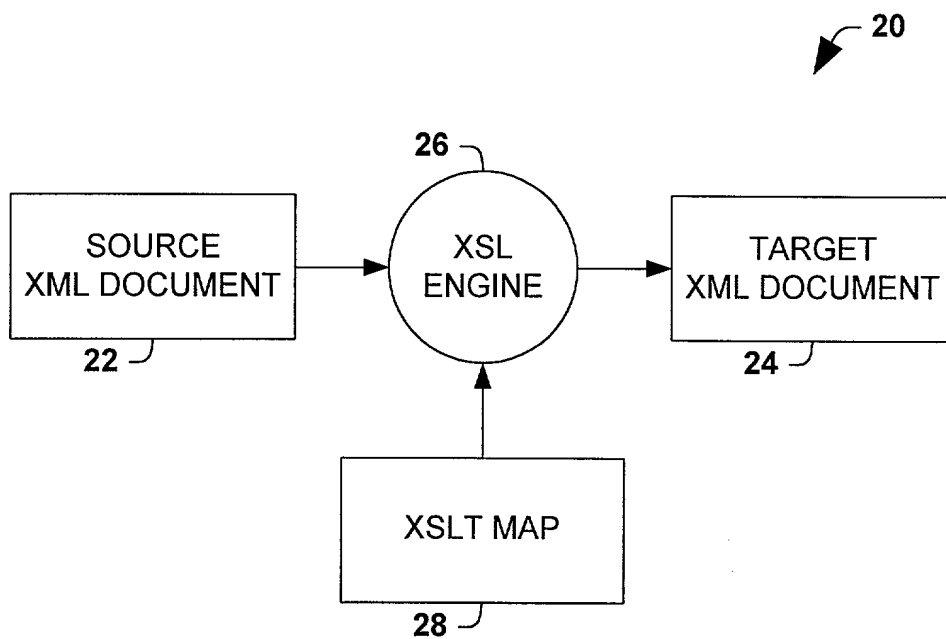 20
26
SOURCE
XML DOCUMENT
22
XSL
ENGINE
TARGET
XML DOCUMENT
24
XSLT MAP
28